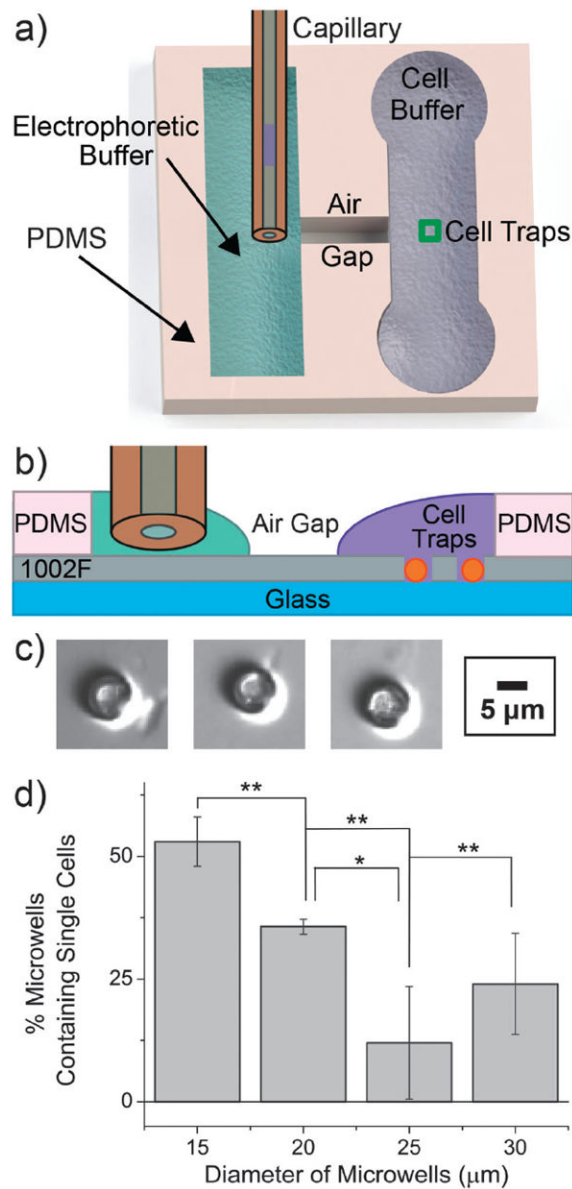 a)
Capillary
Electrophoretic
Buffer
PDMS
Cell
Buffer
Air
Gap
Cell Traps
b)
PDMS
Air Gap
Cell
Traps
PDMS
1002F
Glass
c)
5 μm
d)
**
**
*
**
50
25
0
15 20 25 30
% Microwells
Containing Single Cells
Diameter of Microwells (μm)